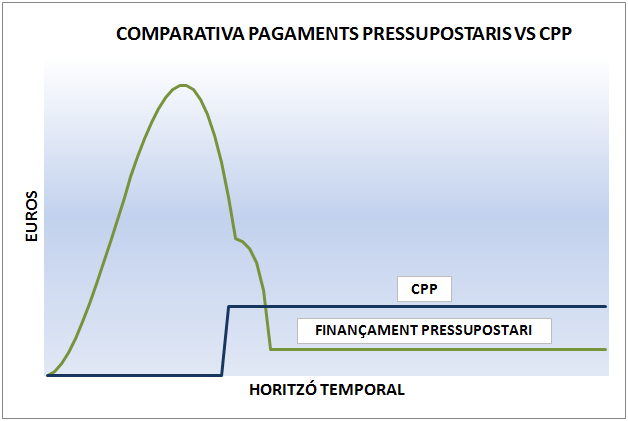 COMPARATIVA PAGAMENTS PRESSUPOSTARIS VS CPP
EUROS
CPP
FINANÇAMENT PRESSUPOSTARI
HORITZÓ TEMPORAL